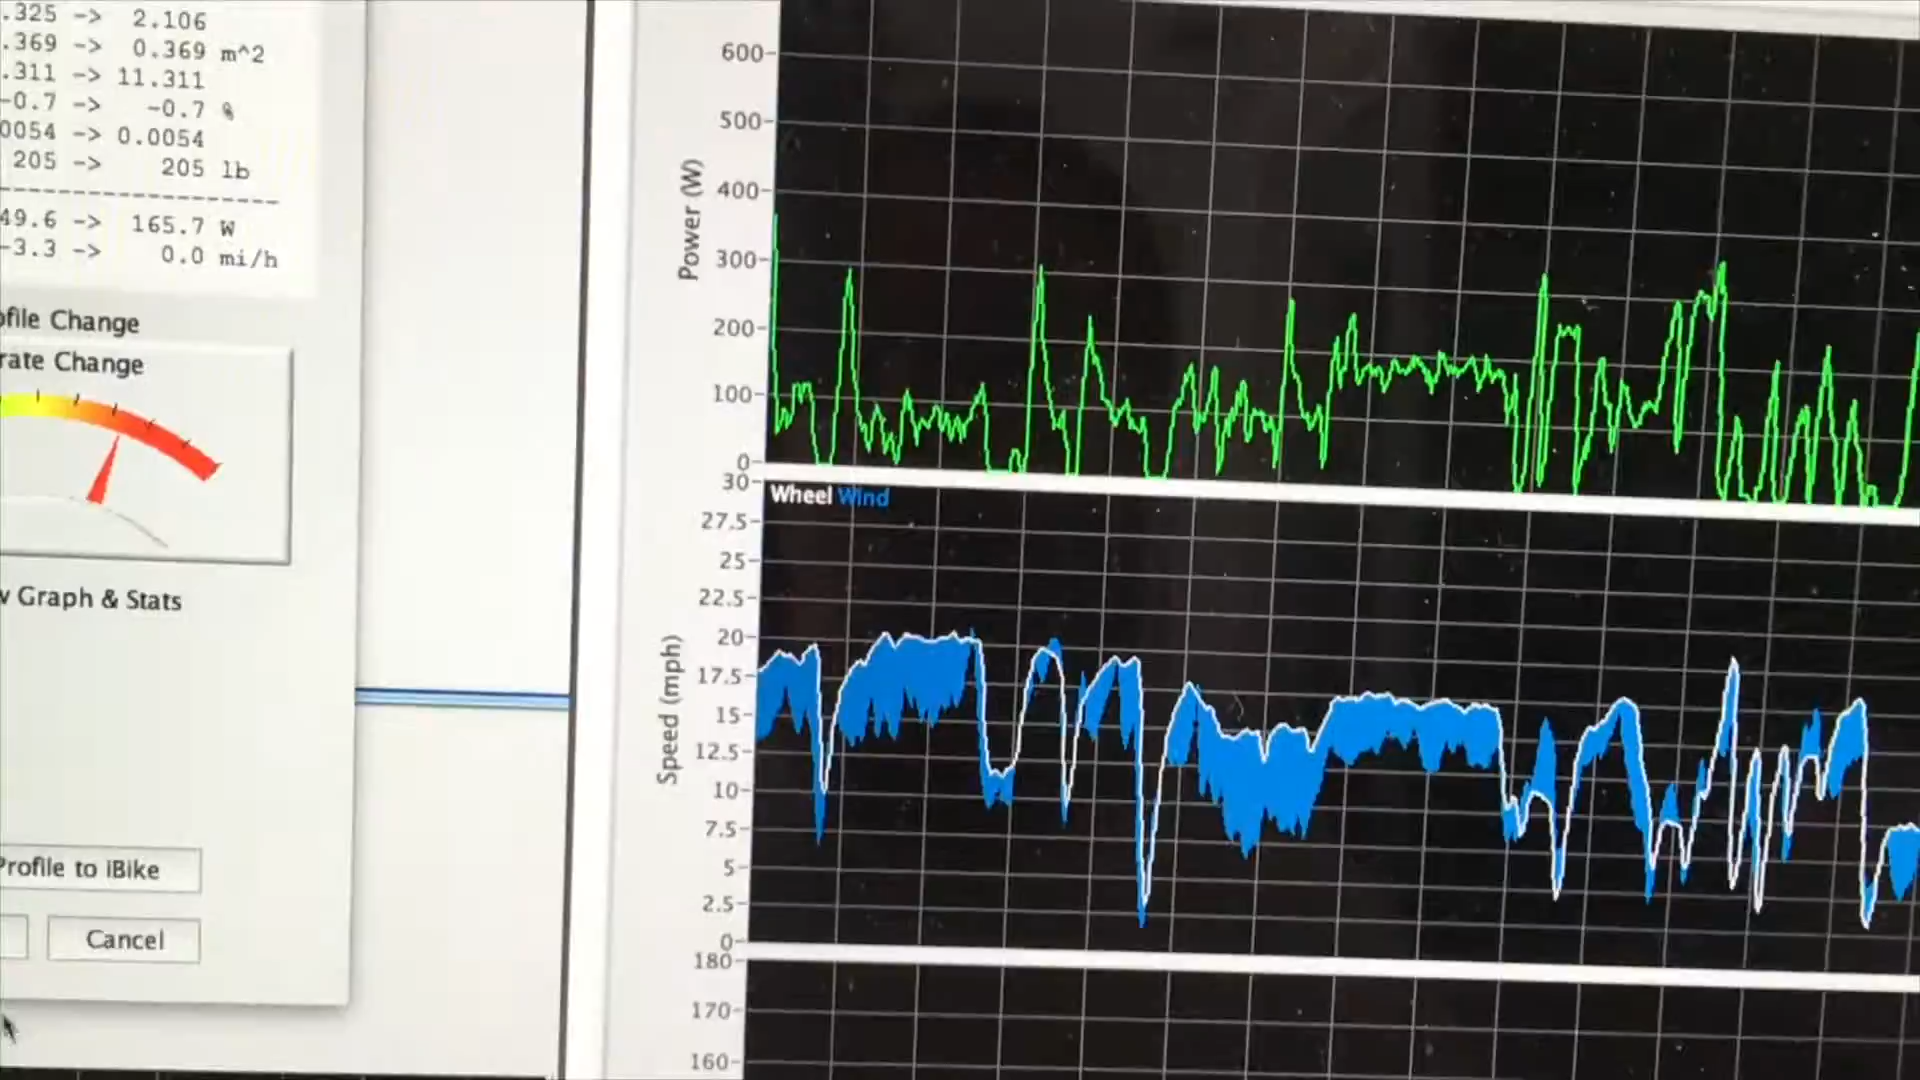 .325 -> 2.106
.369 -> 0.369 m^2
.311 -> 11.311
-0.7 -> -0.7 %
0054 -> 0.0054
205 -> 205 lb
49.6 -> 165.7 W
-3.3 -> 0.0 mi/h
ofile Change
rate Change
w Graph & Stats
Profile to iBike
Cancel
Power (W)
600
500
400
300
200
100
0
Wheel Wind
Speed (mph)
30
27.5
25
22.5
20
17.5
15
12.5
10
7.5
5
2.5
0
180
170
160